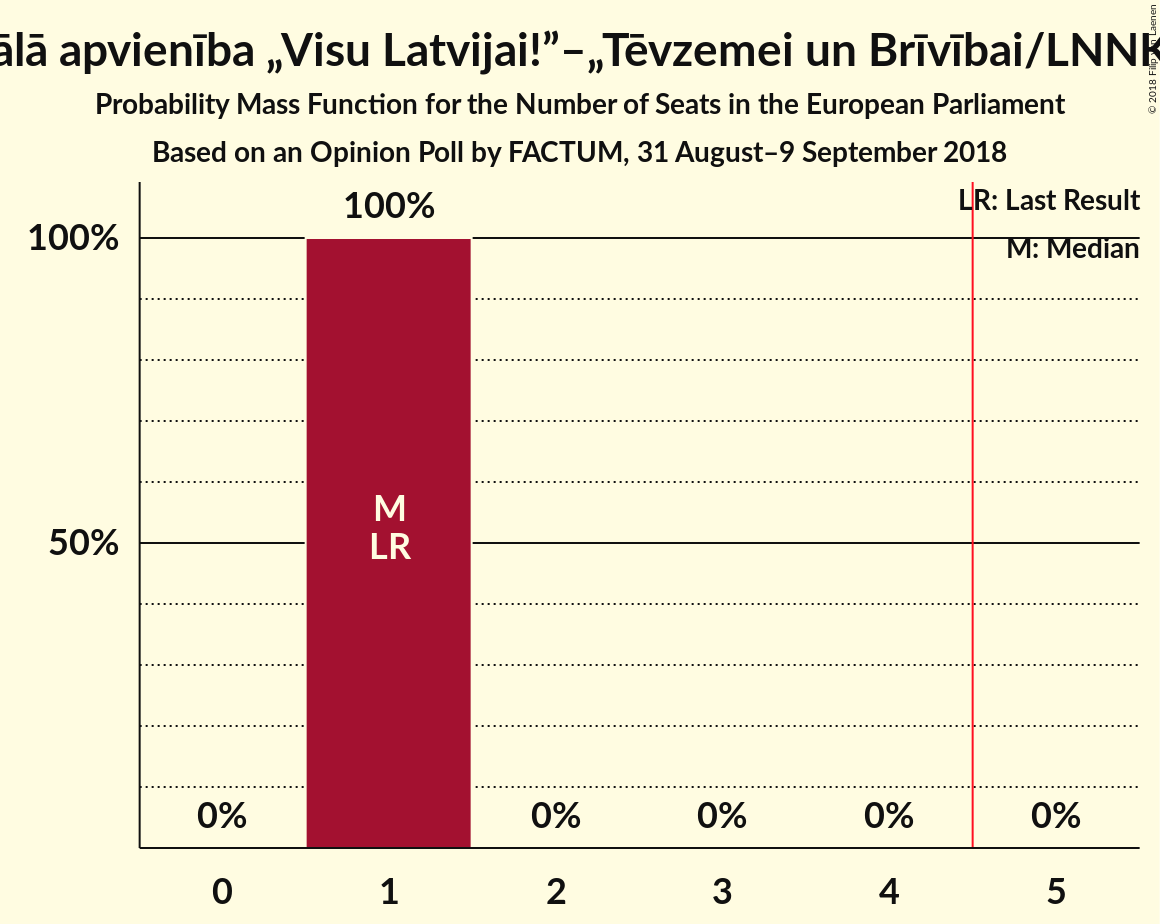 ālā apvienība „Visu Latvijai!”–„Tēvzemei un Brīvībai/LNNK
Probability Mass Function for the Number of Seats in the European Parliament
Based on an Opinion Poll by FACTUM, 31 August–9 September 2018
© 2018 Filip van Laenen
LR: Last Result
M: Median
100%
100%
50%
M
LR
0%
0%
0%
0%
0%
0
1
2
3
4
5